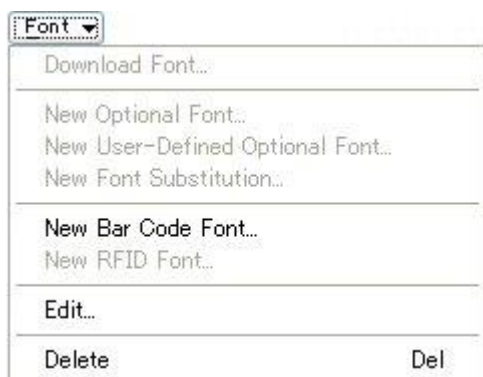 Font
Download Font...
New Optional Font...
New User-Defined Optional Font...
New Font Substitution...
New Bar Code Font...
New RFID Font...
Edit...
Delete Del